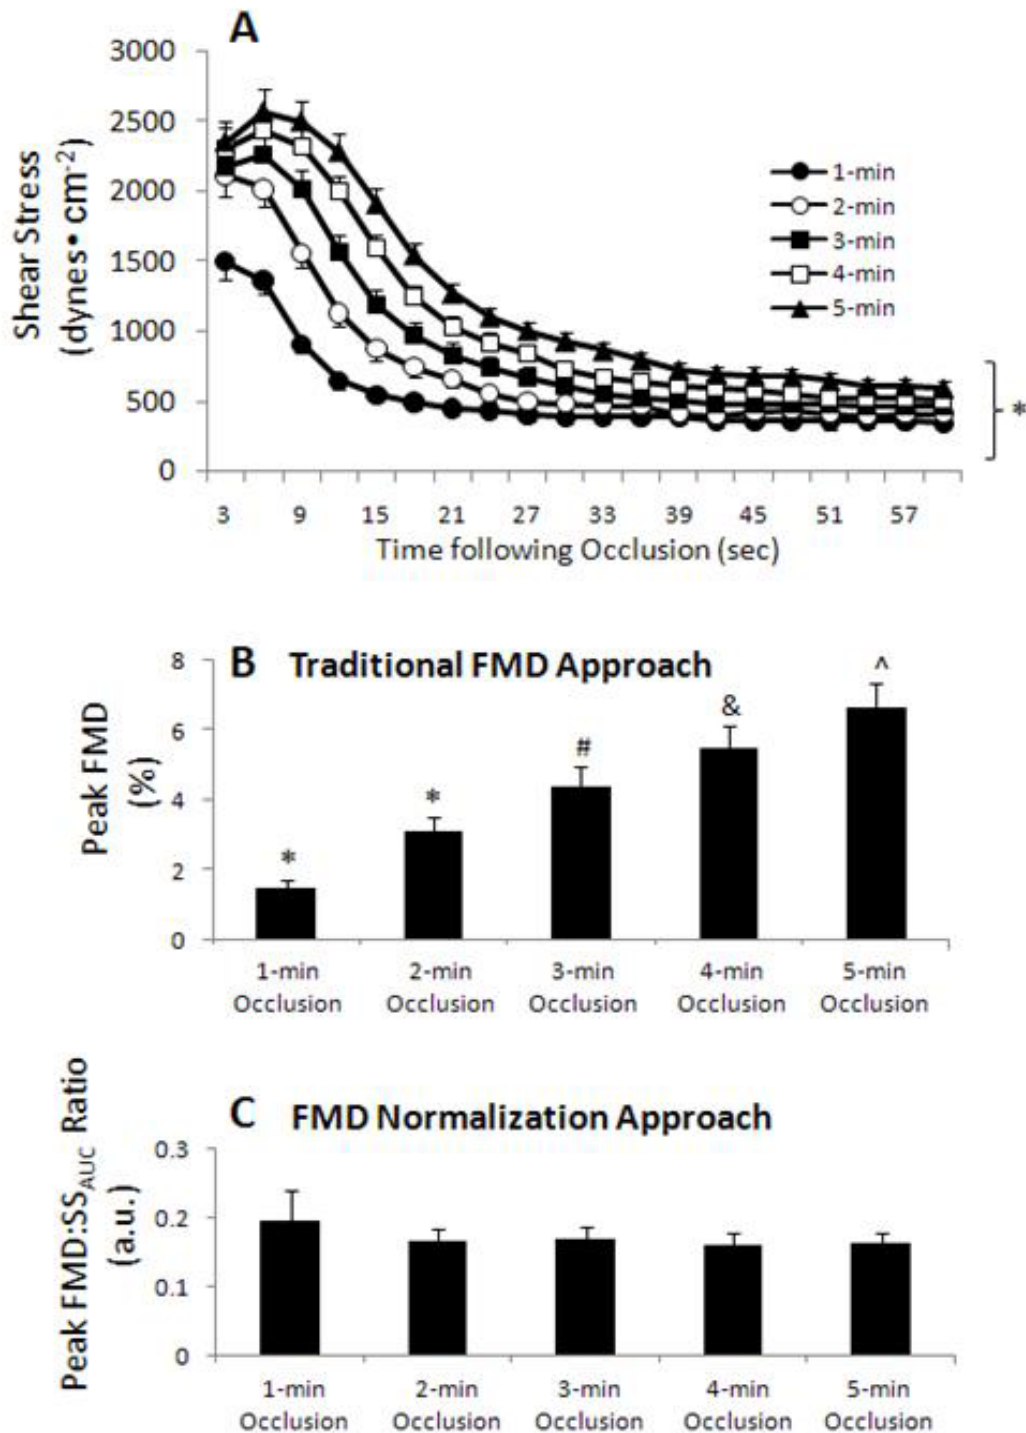 A
3000
2500
2000
1500
1000
500
0
Shear Stress
(dynes• cm-2)
1-min
2-min
3-min
4-min
5-min
*
3 9 15 21 27 33 39 45 51 57
Time following Occlusion (sec)
B Traditional FMD Approach
8
6
4
2
0
Peak FMD
(%)
* * # & ^
1-min 2-min 3-min 4-min 5-min
Occlusion Occlusion Occlusion Occlusion Occlusion
C FMD Normalization Approach
0.3
0.2
0.1
0
Peak FMD:SSAUC Ratio
(a.u.)
1-min 2-min 3-min 4-min 5-min
Occlusion Occlusion Occlusion Occlusion Occlusion